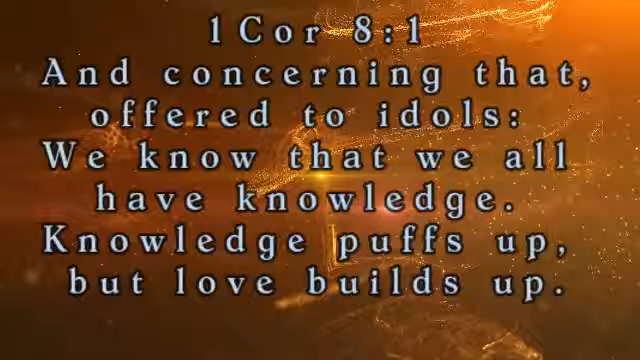 1Cor 8:1
And concerning that,
offered to idols:
We know that we all
have knowledge.
Knowledge puffs up,
but love builds up.